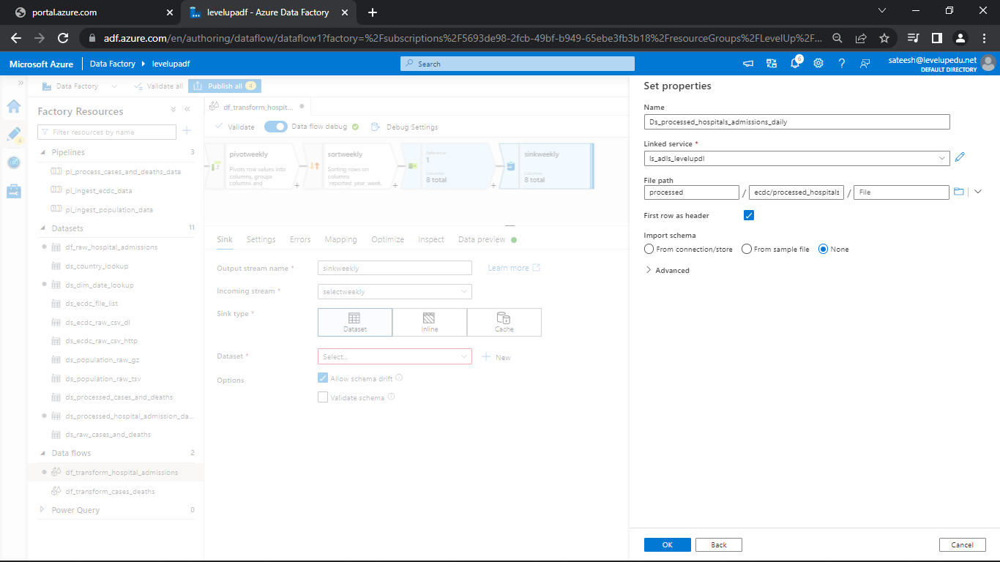 portal.azure.com
levelupadf - Azure Data Factory
adf.azure.com/en/authoring/dataflow/dataflow1?factory=%2Fsubscriptions%2F5693de98-2fcb-49bf-b949-65ebe3fb3b18%2FresourceGroups%2FLevelUp%2F...
Microsoft Azure
Data Factory
levelupadf
Search
6
sateesh@levelupedu.net
DEFAULT DIRECTORY
Data Factory
Validate all
Publish all
4
4
Factory Resources
Filter resources by name
Pipelines 3
pl_process_cases_and_deaths_data
pl_ingest_ecdc_data
pl_ingest_population_data
Datasets 11
df_raw_hospital_admissions
ds_country_lookup
ds_dim_date_lookup
ds_ecdc_file_list
ds_ecdc_raw_csv_dl
ds_ecdc_raw_csv_http
ds_population_raw_gz
ds_population_raw_tsv
ds_processed_cases_and_deaths
ds_processed_hospital_admission_da...
ds_raw_cases_and_deaths
Data flows 2
df_transform_hospital_admissions
df_transform_cases_deaths
Power Query 0
df_transform_hospit...
Validate
Data flow debug
Debug Settings
pivotweekly
Pivots row values into
columns, groups
columns and
sortweekly
Sorting rows on
columns
'reported_year_week,
Reference:
1
Columns:
8 total
sinkweekly
Columns:
8 total
Sink
Settings
Errors
Mapping
Optimize
Inspect
Data preview
Output stream name *
sinkweekly
Learn more
Incoming stream *
selectweekly
Sink type *
Dataset
Inline
Cache
Dataset *
Select...
New
Options
Allow schema drift
Validate schema
Set properties
Name
Ds_processed_hospitals_admissions_daily
Linked service *
ls_adls_levelupdl
File path
processed / ecdc/processed_hospitals / File
First row as header
Import schema
From connection/store
From sample file
None
Advanced
OK
Back
Cancel